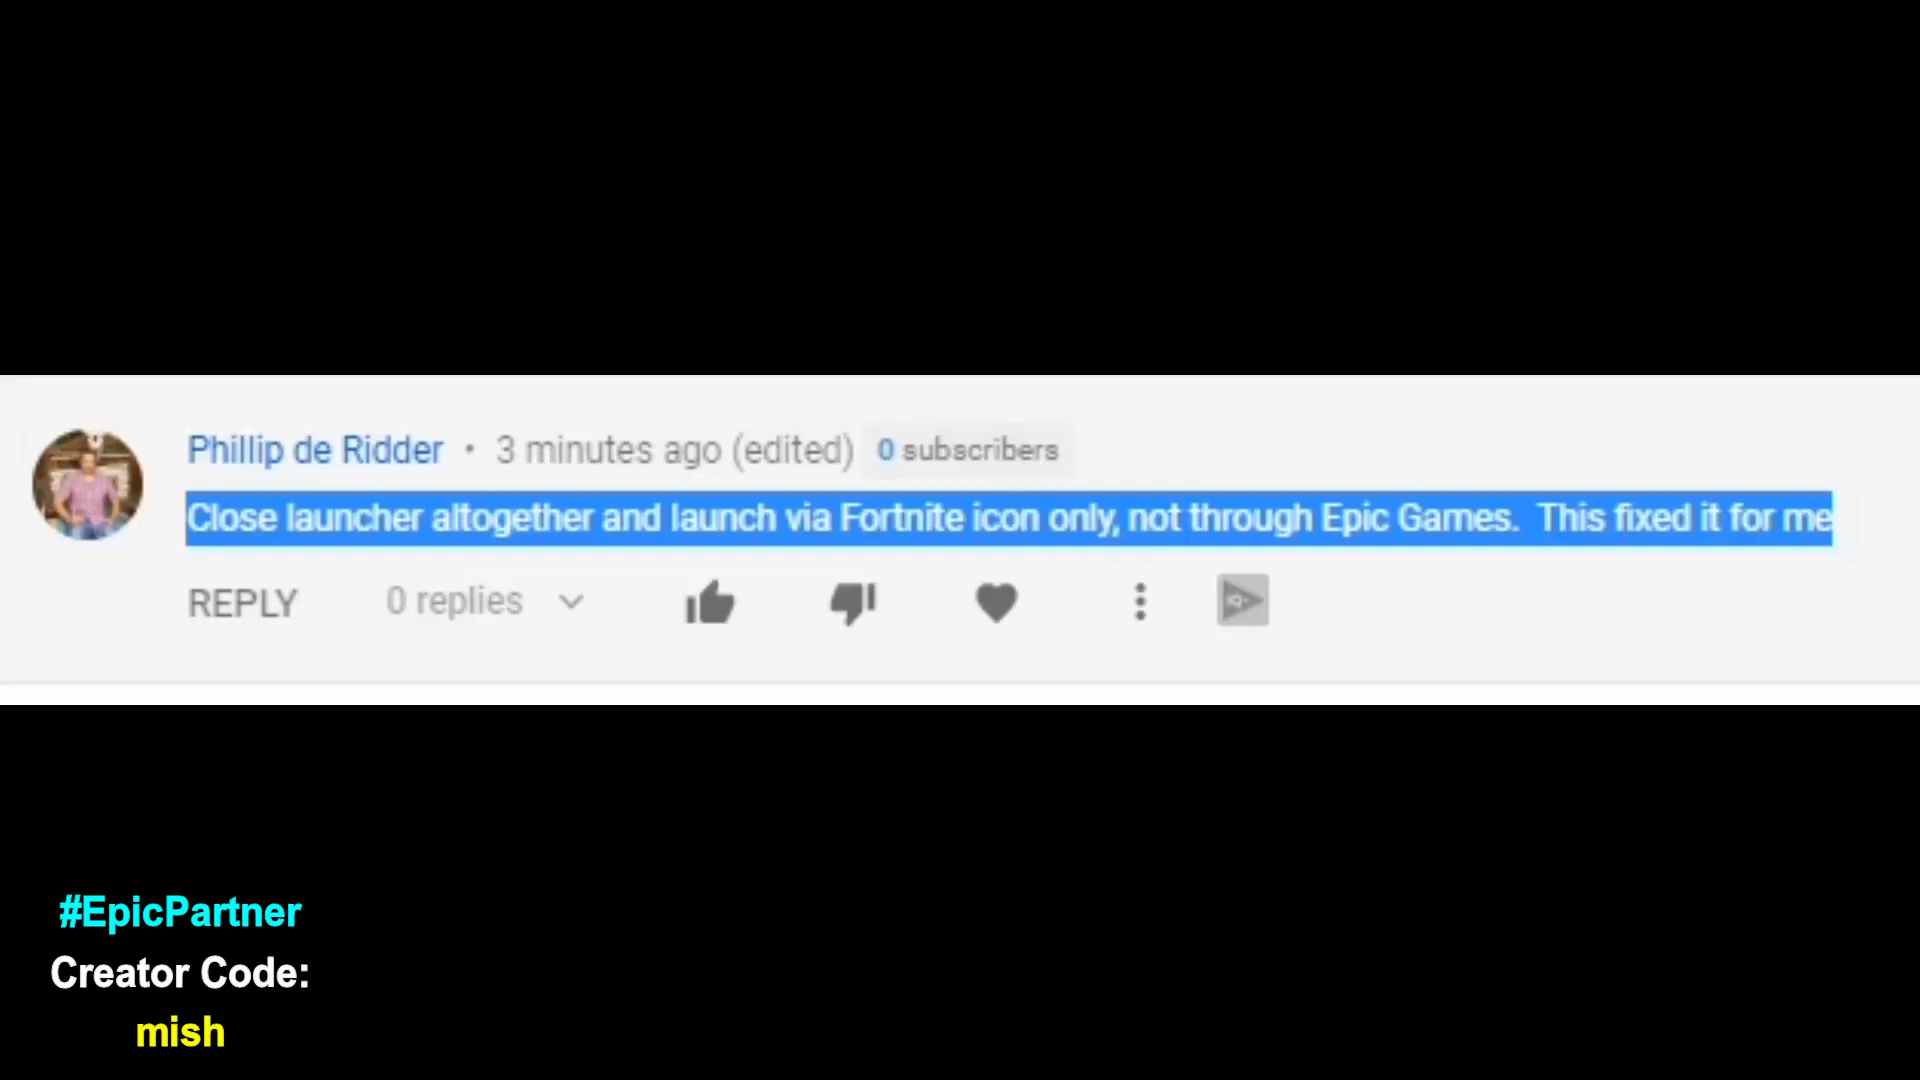 Phillip de Ridder • 3 minutes ago (edited) 0 subscribers
Close launcher altogether and launch via Fortnite icon only, not through Epic Games.  This fixed it for me
REPLY 0 replies
#EpicPartner
Creator Code:
mish